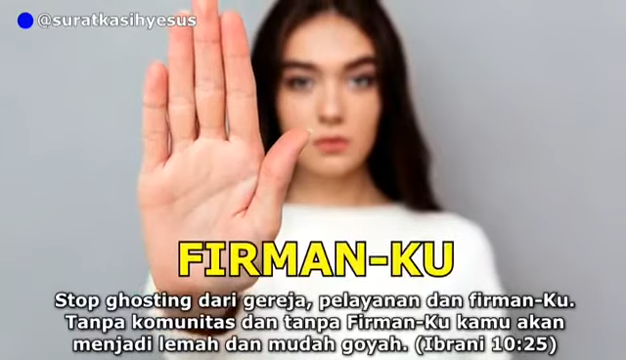 @suratkasihyesus
FIRMAN-KU
Stop ghosting dari gereja, pelayanan dan firman-Ku.
Tanpa komunitas dan tanpa Firman-Ku kamu akan
menjadi lemah dan mudah goyah. (Ibrani 10:25)